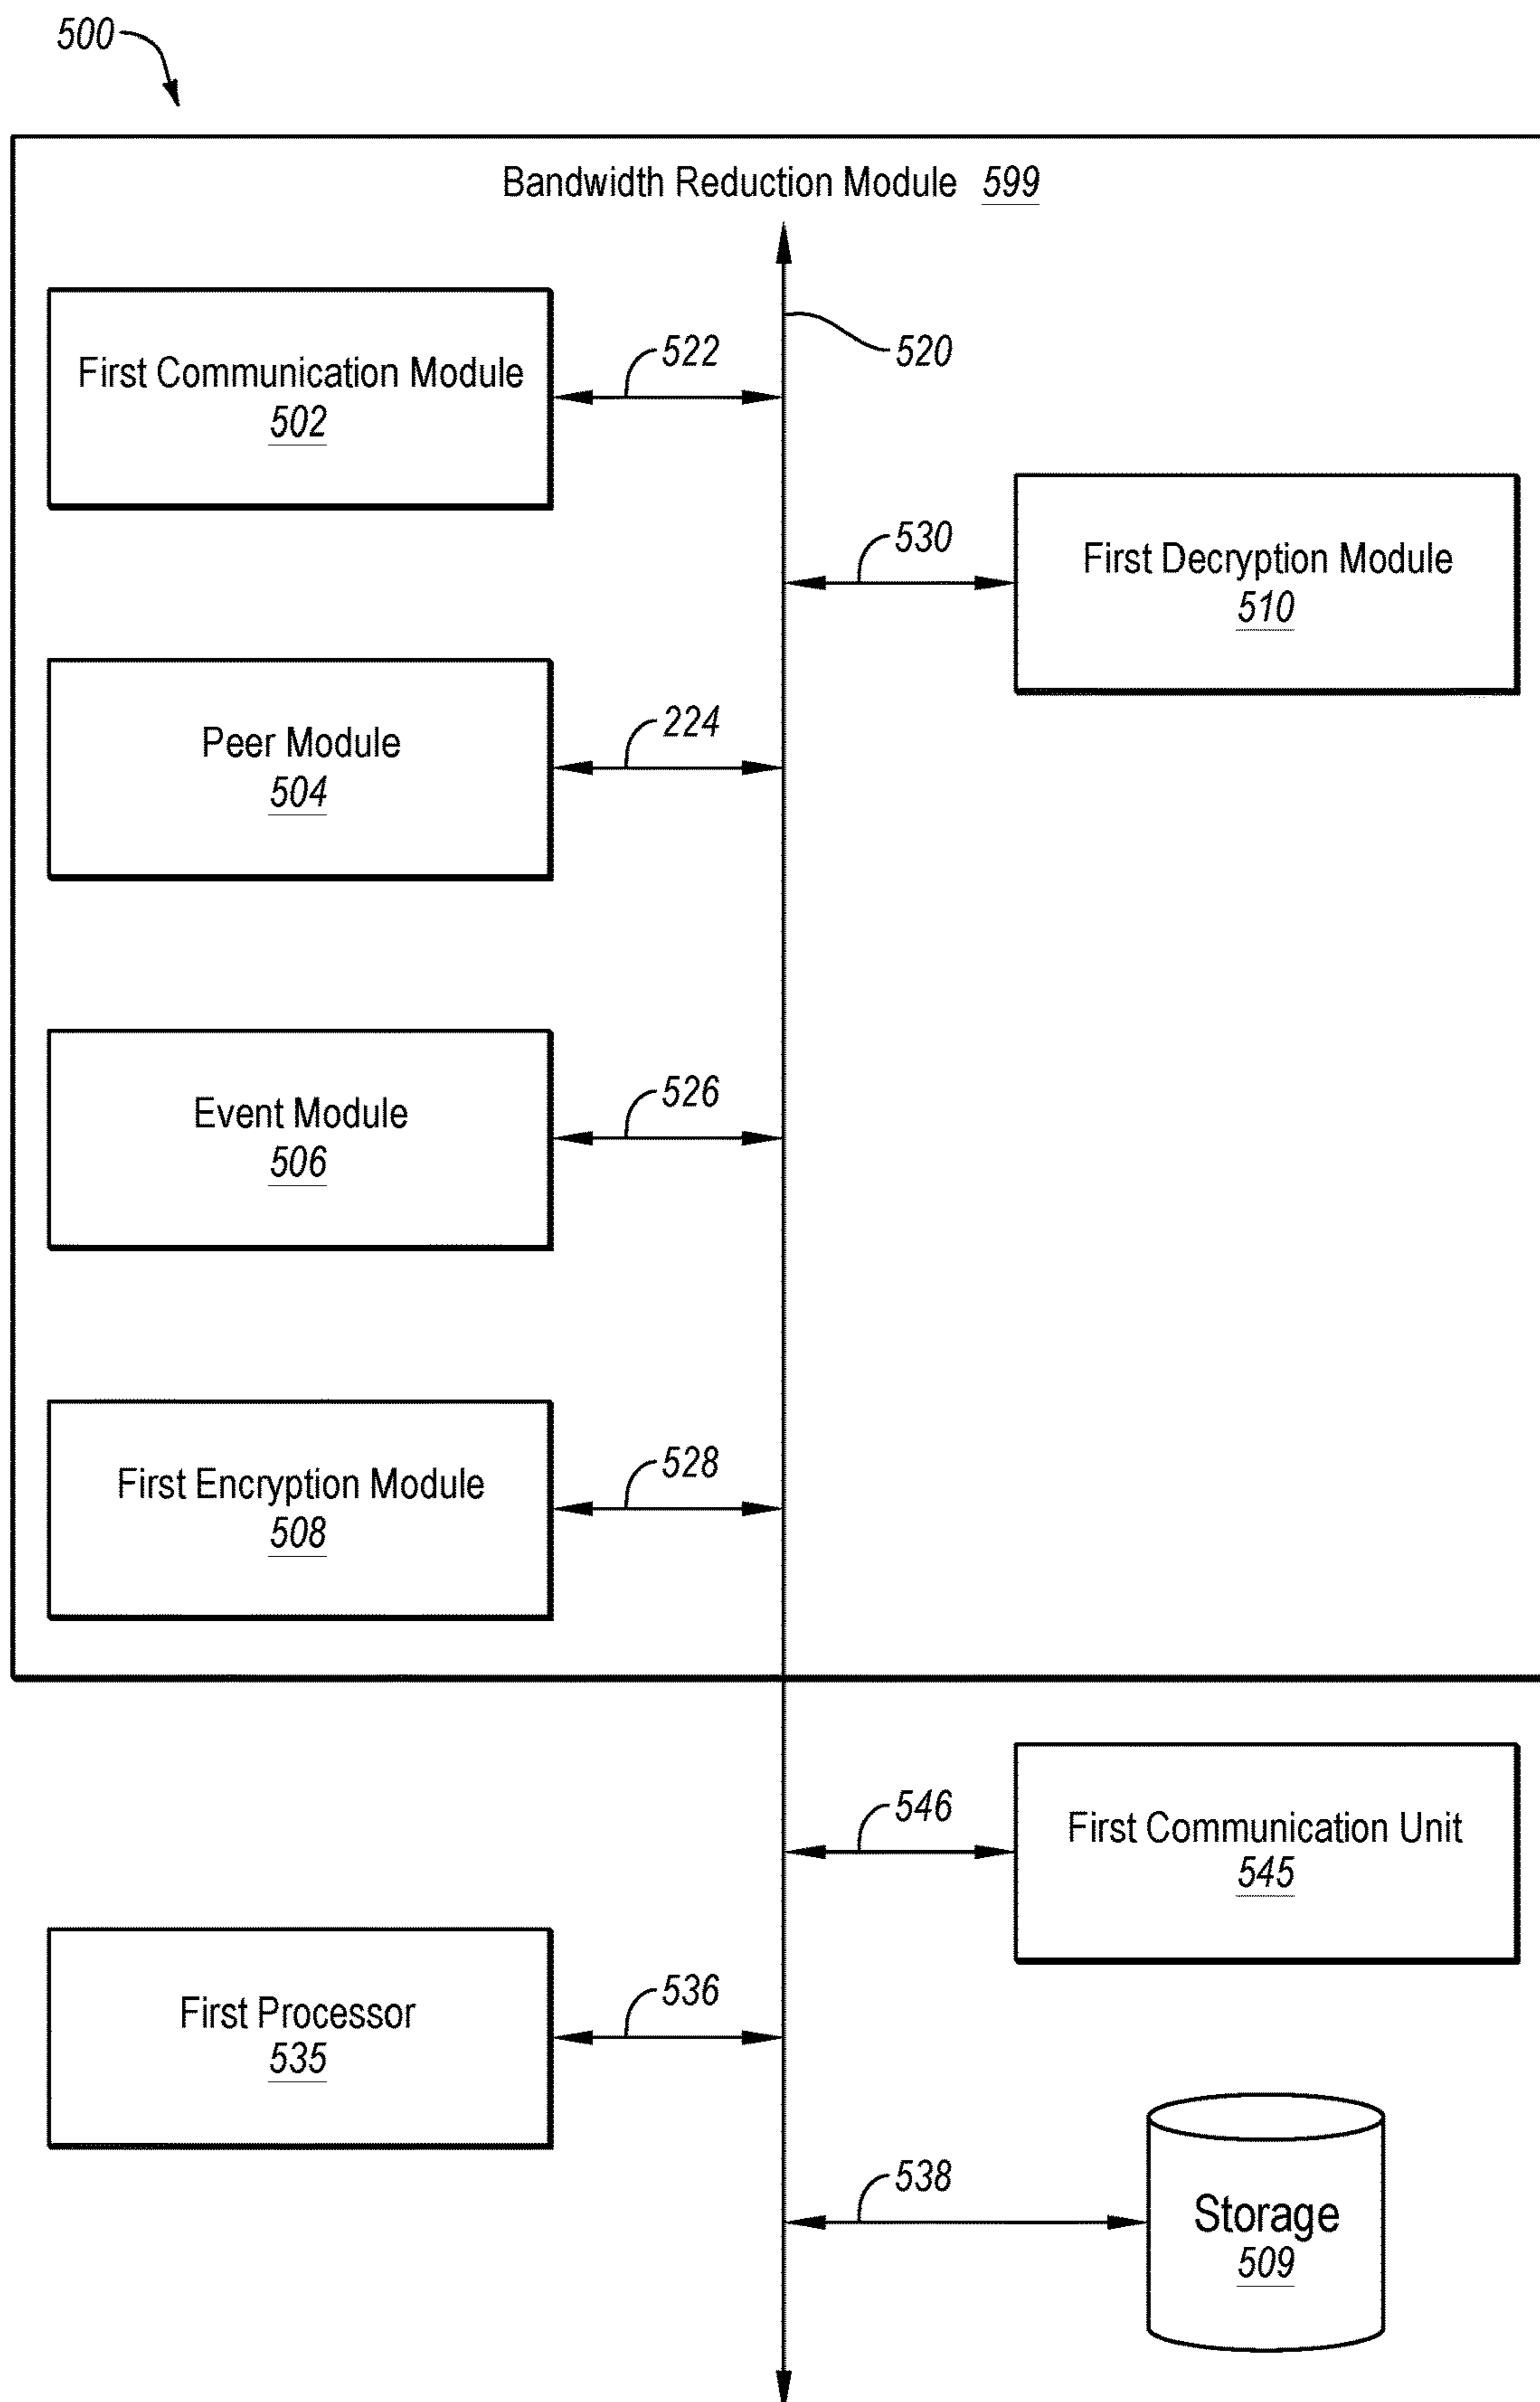 500
Bandwidth Reduction Module 599
First Communication Module
502
522
520
530
First Decryption Module
510
Peer Module
504
224
Event Module
506
526
First Encryption Module
508
528
546
First Communication Unit
545
First Processor
535
536
538
Storage
509